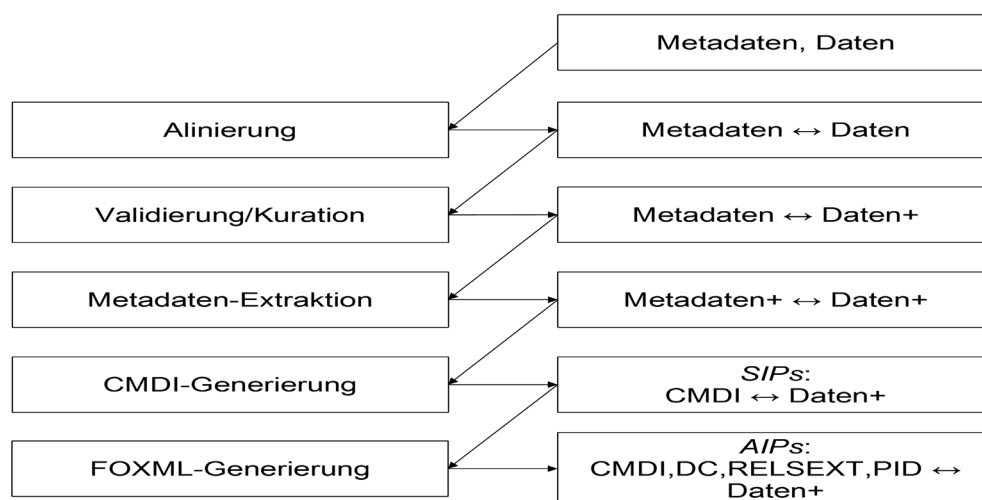 Metadaten, Daten
Alinierung
Metadaten ↔ Daten
Validierung/Kuration
Metadaten ↔ Daten+
Metadaten-Extraktion
Metadaten+ ↔ Daten+
CMDI-Generierung
SIPs:
CMDI ↔ Daten+
FOXML-Generierung
AIPs:
CMDI,DC,RELSEXT,PID ↔
Daten+